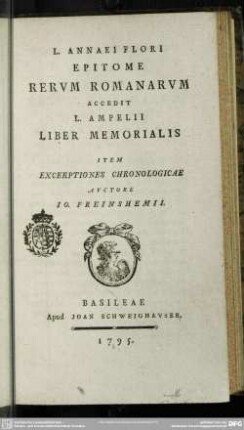 L. ANNAEI FLORI
EPITOME
RERVM ROMANARVM
ACCEDIT
L. AMPELII
LIBER MEMORIALIS
ITEM
EXCERPTIONES CHRONOLOGICAE
AVCTORE
IO. FREINSHEMII.
BASILEAE
Apud JOAN SCHWEIGHAVSER,
1795.